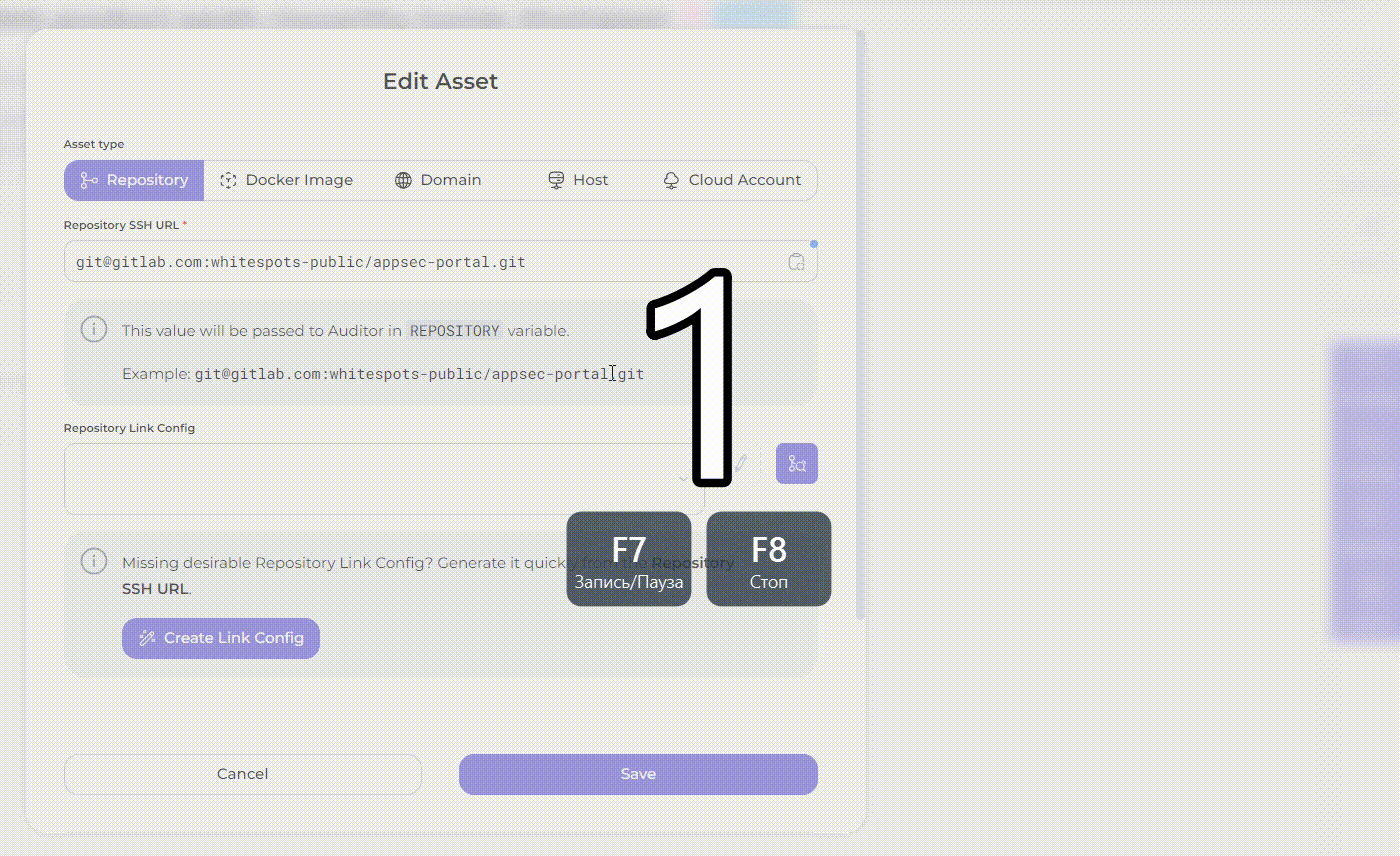 Edit Asset
Asset type
Repository Docker Image Domain Host Cloud Account
Repository SSH URL *
git@gitlab.com:whitespots-public/appsec-portal.git
This value will be passed to Auditor in REPOSITORY variable.
Example: git@gitlab.com:whitespots-public/appsec-portal.git
1
Repository Link Config
Missing desirable Repository Link Config? Generate it quickly from the Repository
SSH URL.
F7 F8
Запись/Пауза Стоп
Create Link Config
Cancel Save